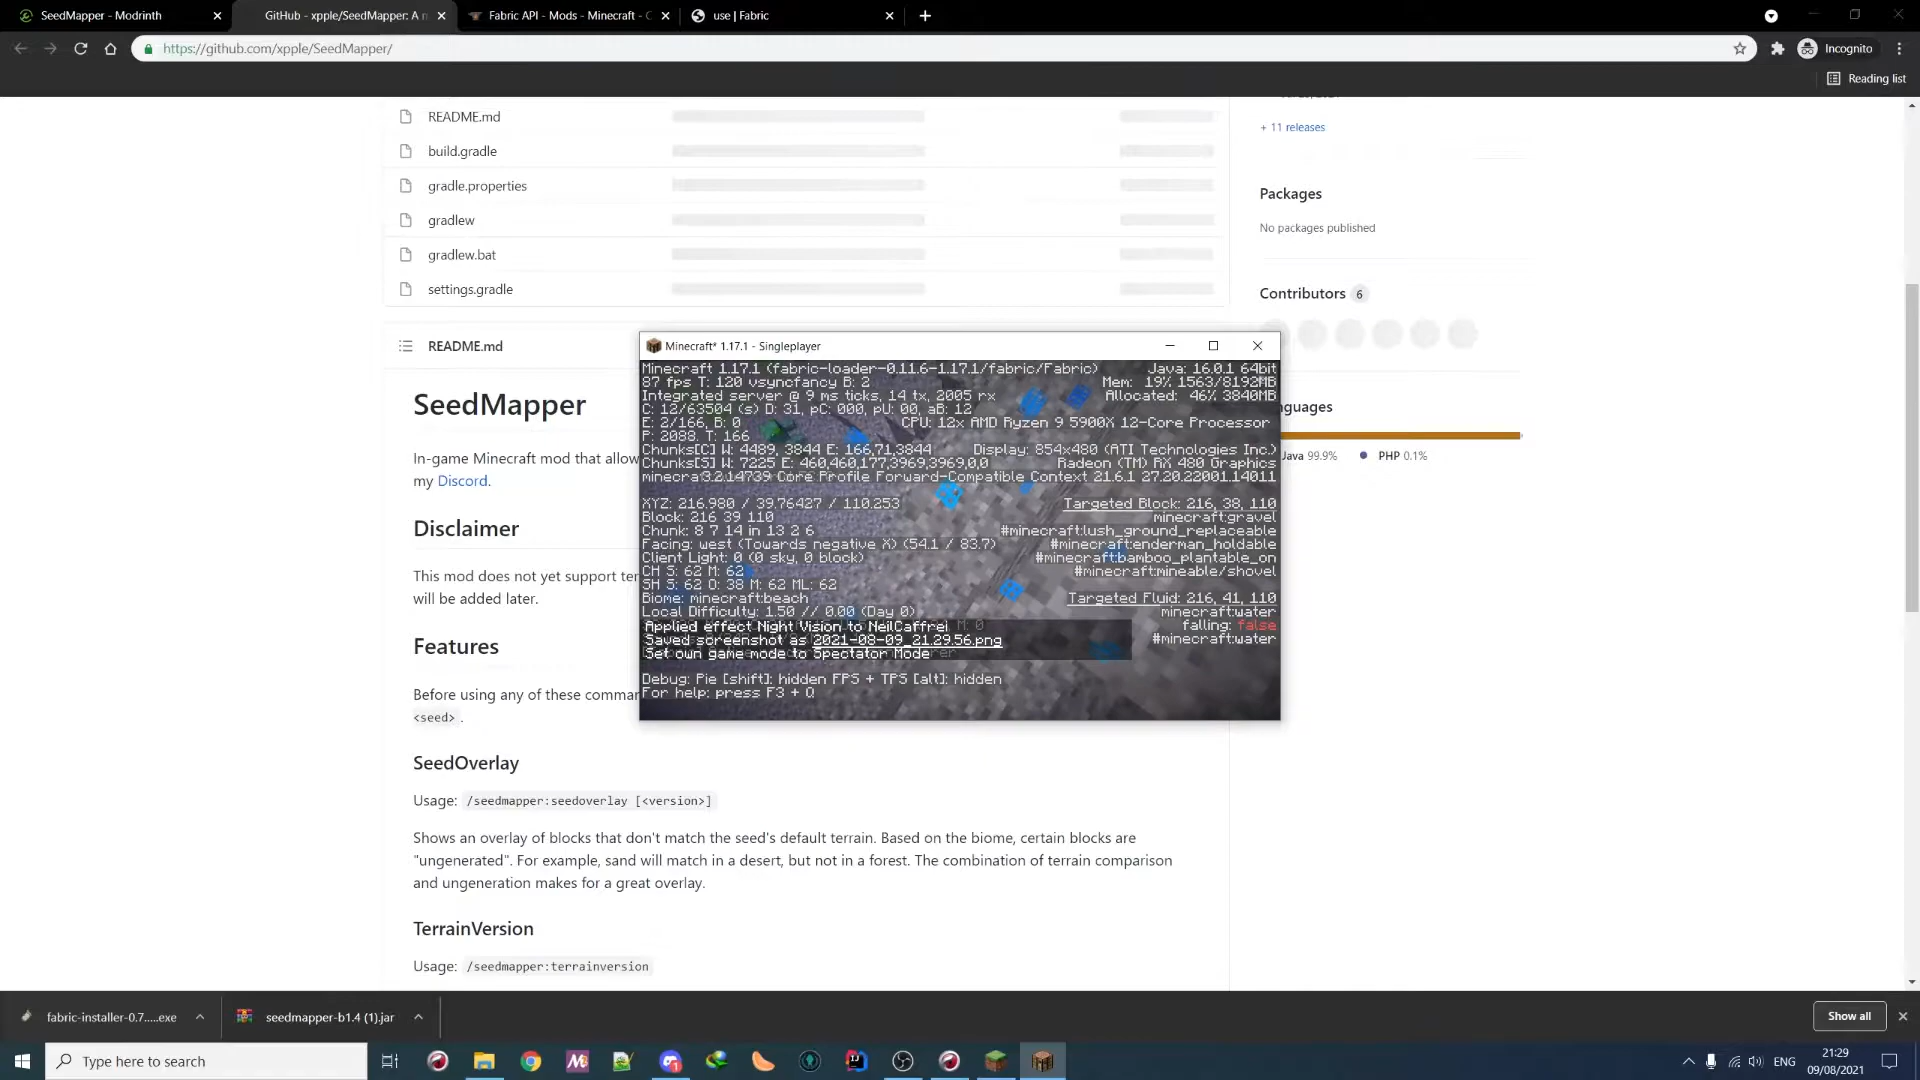 SeedMapper - Modrinth
GitHub - xpple/SeedMapper: A
Fabric API - Mods - Minecraft -
use | Fabric
https://github.com/xpple/SeedMapper/
Incognito
Reading list
README.md
build.gradle
gradle.properties
gradlew
gradlew.bat
settings.gradle
+ 11 releases
Packages
No packages published
Contributors 6
Java 99.9% PHP 0.1%
README.md
SeedMapper
In-game Minecraft mod that allow
my Discord.
Disclaimer
This mod does not yet support
will be added later.
Features
Before using any of these
<seed> .
SeedOverlay
Usage: /seedmapper:seedoverlay [<version>]
Shows an overlay of blocks that don't match the seed's default terrain. Based on the biome, certain blocks are
"ungenerated". For example, sand will match in a desert, but not in a forest. The combination of terrain comparison
and ungeneration makes for a great overlay.
TerrainVersion
Usage: /seedmapper:terrainversion
Minecraft* 1.17.1 - Singleplayer
Minecraft 1.17.1 (fabric-loader-0.11.6-1.17.1/fabric/Fabric)
87 fps T: 120 vsyncfancy B: 2
Integrated server @ 9 ms ticks, 14 tx, 2005 rx
C: 12/63504 (s) D: 31, pC: 000, pU: 00, aB: 12
E: 2/166, B: 0
P: 2088. T: 166
Chunks[C] W: 4489, 3844 E: 166,71,3844
Chunks[S] W: 7225 E: 460,460,177,3969,3969,0,0
XYZ: 216.980 / 39.76427 / 110.253
Block: 216 39 110
Chunk: 8 7 14 in 13 2 6
Facing: west (Towards negative X) (54.1 / 83.7)
Client Light: 0 (0 sky, 0 block)
CH S: 62 M: 62
SH S: 62 O: 38 M: 62 ML: 62
Biome: minecraft:beach
Local Difficulty: 1.50 // 0.00 (Day 0)
Applied effect Night Vision to NeilCaffrei
Saved screenshot as 2021-08-09_21.29.56.png
Set own game mode to Spectator Mode
Debug: Pie [shift]: hidden FPS + TPS [alt]: hidden
For help: press F3 + Q
Java: 16.0.1 64bit
Mem: 19% 1563/8192MB
Allocated: 46% 3840MB
CPU: 12x AMD Ryzen 9 5900X 12-Core Processor
Display: 854x480 (ATI Technologies Inc.)
Radeon (TM) RX 480 Graphics
3.2.14739 Core Profile Forward-Compatible Context 21.6.1 27.20.22001.14011
Targeted Block: 216, 38, 110
minecraft:gravel
#minecraft:lush_ground_replaceable
#minecraft:enderman_holdable
#minecraft:bamboo_plantable_on
#minecraft:mineable/shovel
Targeted Fluid: 216, 41, 110
minecraft:water
falling: false
#minecraft:water
fabric-installer-0.7.....exe
seedmapper-b1.4 (1).jar
Show all
Type here to search
ENG
21:29
09/08/2021